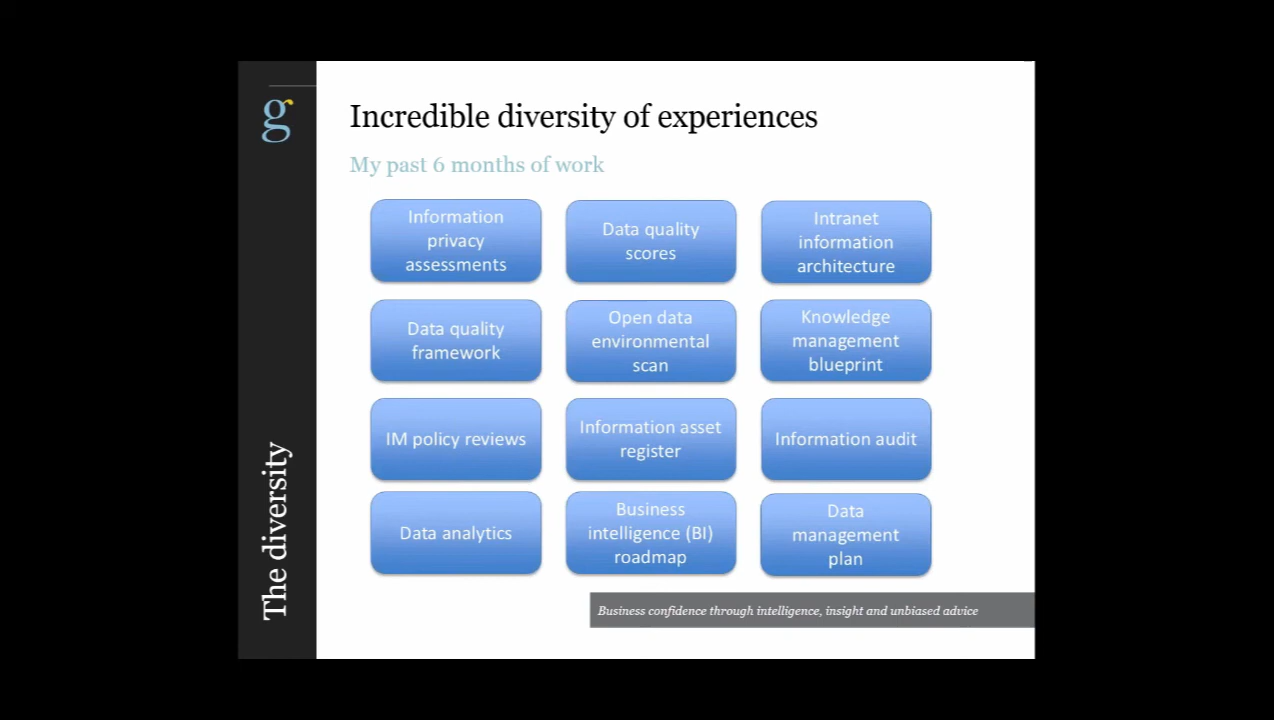 g
Incredible diversity of experiences
My past 6 months of work
Information
privacy
assessments
Data quality
scores
Intranet
information
architecture
Data quality
framework
Open data
environmental
scan
Knowledge
management
blueprint
IM policy reviews
Information asset
register
Information audit
Data analytics
Business
intelligence (BI)
roadmap
Data
management
plan
The diversity
Business confidence through intelligence, insight and unbiased advice